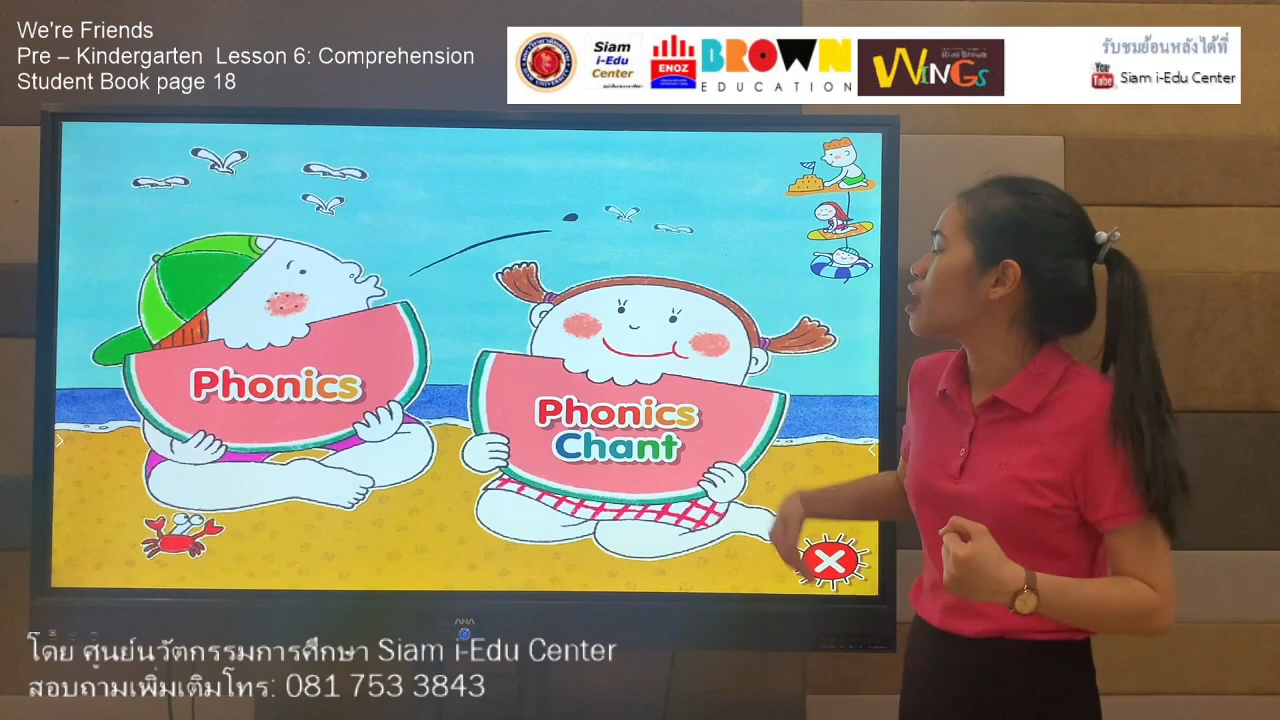 We're Friends
Pre – Kindergarten Lesson 6: Comprehension
Student Book page 18
Siam
i-Edu
Center
ENOZ
BROWN
EDUCATION
WiNGs
รับชมย้อนหลังได้ที่
You
Tube
Siam i-Edu Center
Phonics
Phonics
Chant
AHA
โดย ศูนย์นวัตกรรมการศึกษา Siam i-Edu Center
สอบถามเพิ่มเติมโทร: 081 753 3843